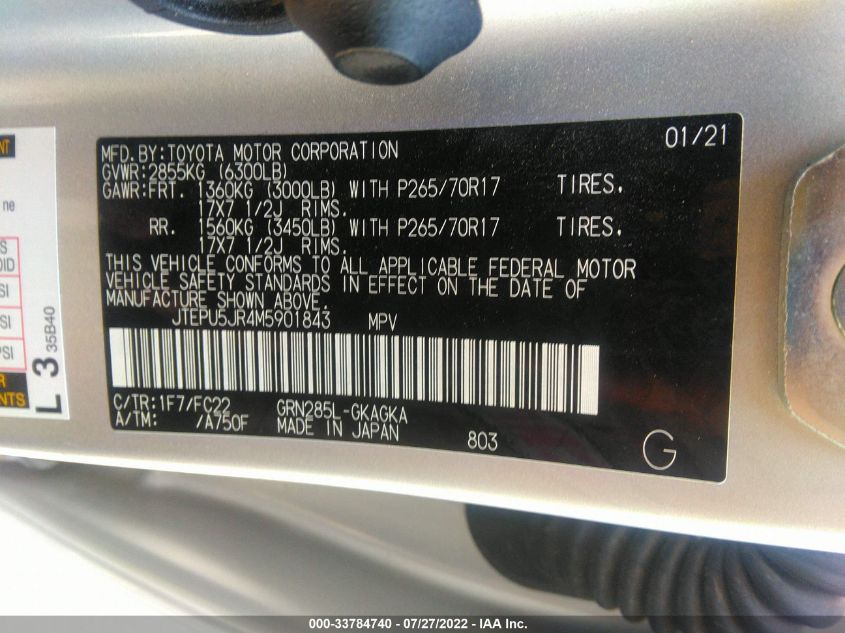 01/21
MFD.BY:TOYOTA MOTOR CORPORATION
GVWR:2855KG (6300LB)
GAWR:FRT. 1360KG (3000LB) WITH P265/70R17 TIRES.
17X7 1/2J RIMS.
RR. 1560KG (3450LB) WITH P265/70R17 TIRES.
17X7 1/2J RIMS.
THIS VEHICLE CONFORMS TO ALL APPLICABLE FEDERAL MOTOR
VEHICLE SAFETY STANDARDS IN EFFECT ON THE DATE OF
MANUFACTURE SHOWN ABOVE.
JTEPU5JR4M5901843 MPV
C/TR:1F7/FC22 GRN285L-GKAGKA
A/TM: /A750F MADE IN JAPAN 803
G
ne
L 3 35B40
000-33784740 - 07/27/2022 - IAA Inc.